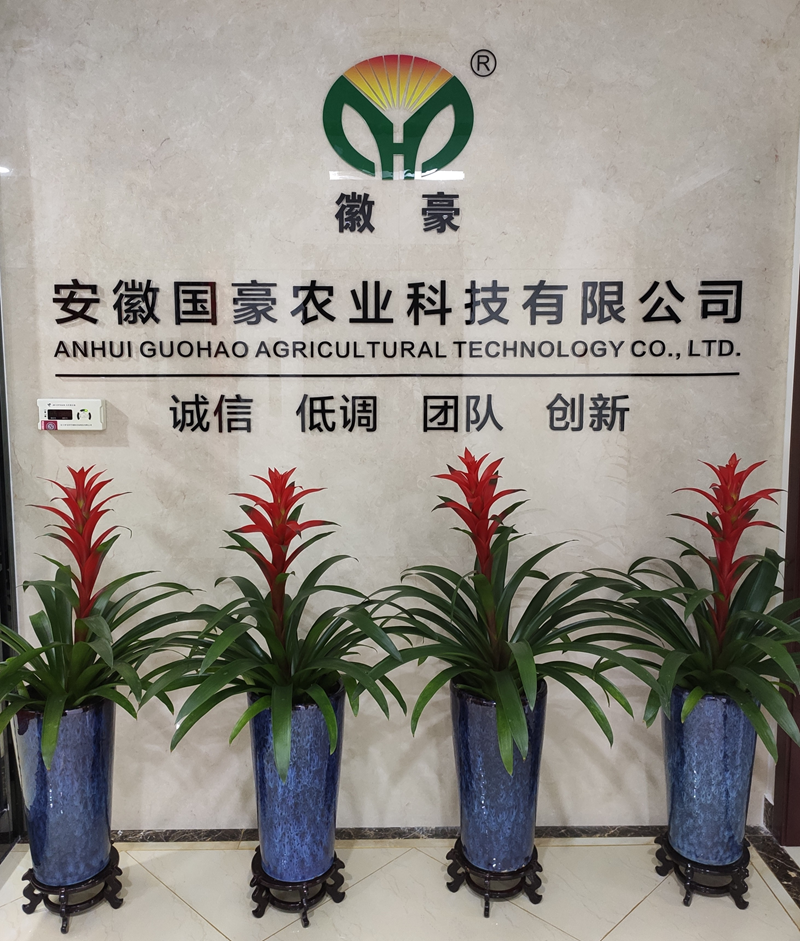 ®
徽 豪
安徽国豪农业科技有限公司
ANHUI GUOHAO AGRICULTURAL TECHNOLOGY CO., LTD.
诚信 低调 团队 创新